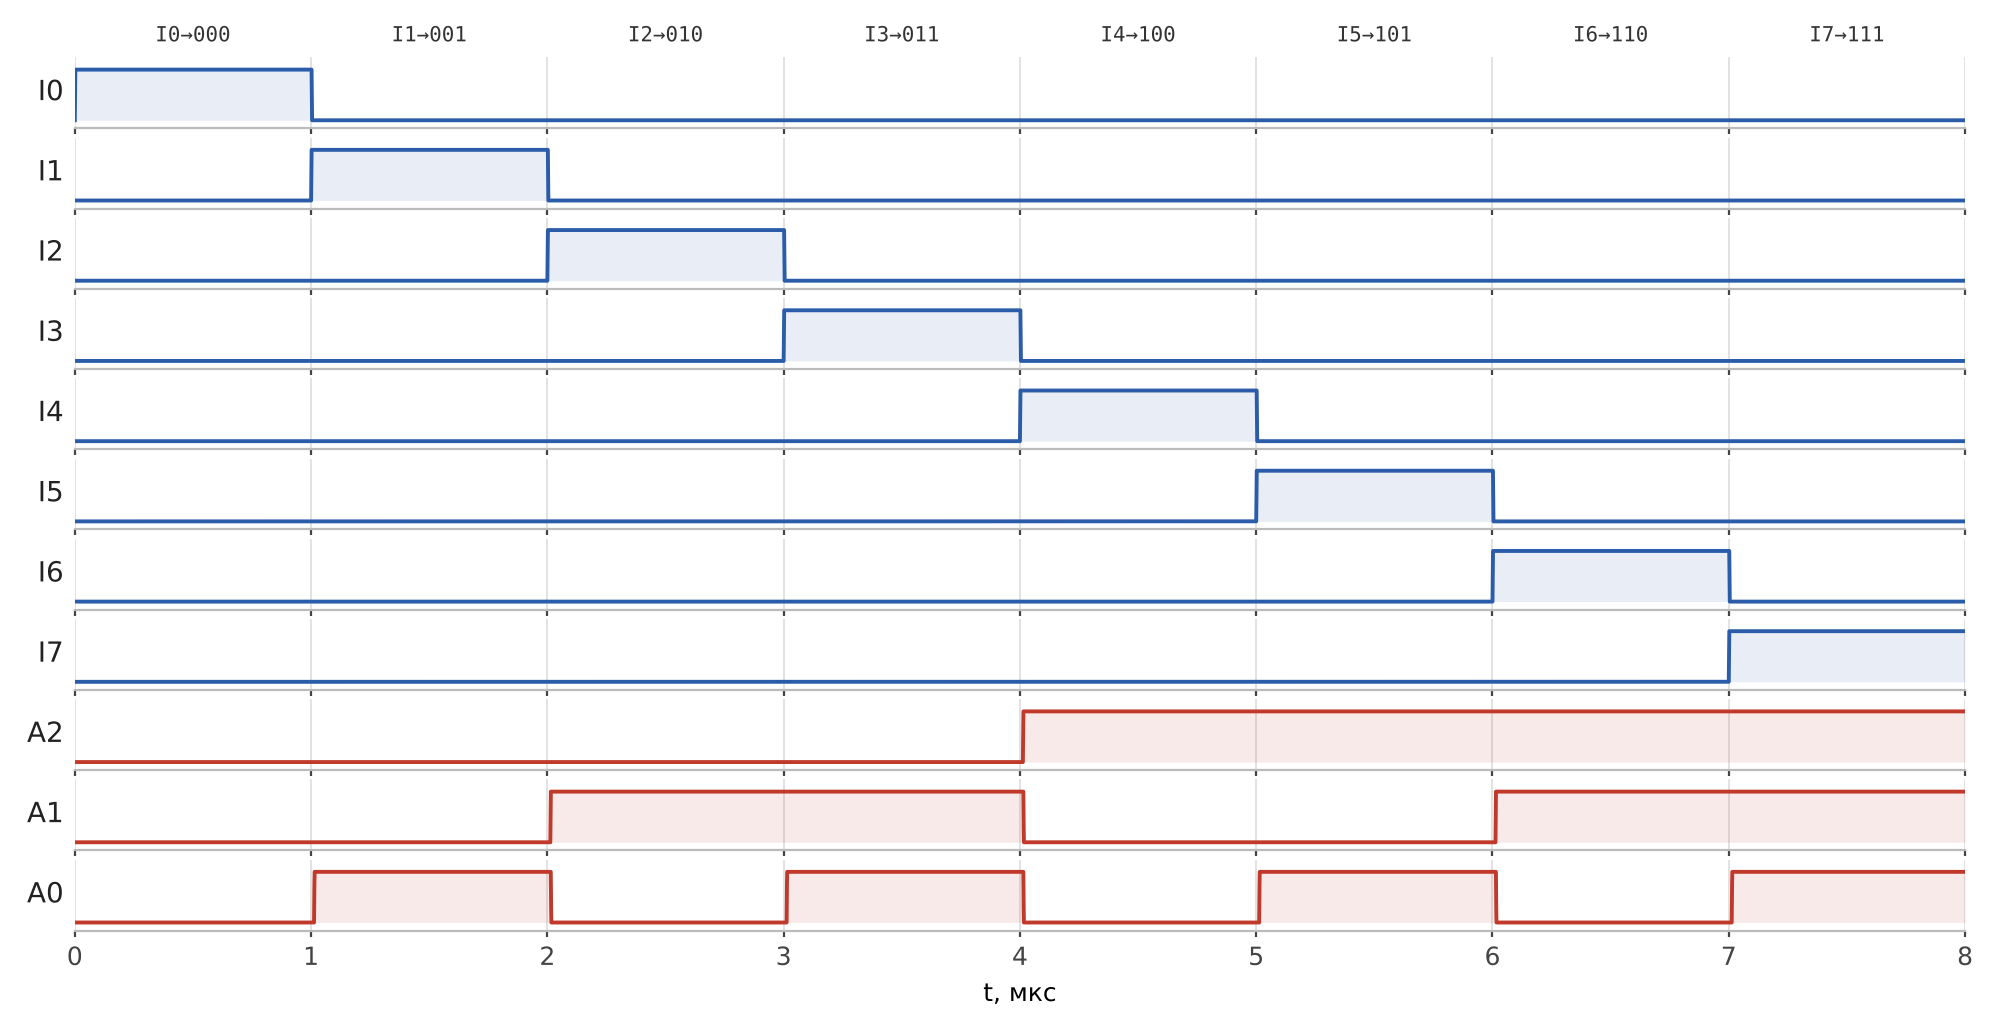 I0→000 I1→001 I2→010 I3→011 I4→100 I5→101 I6→110 I7→111
I0
I1
I2
I3
I4
I5
I6
I7
A2
A1
A0
0 1 2 3 4 5 6 7 8
t, мкс